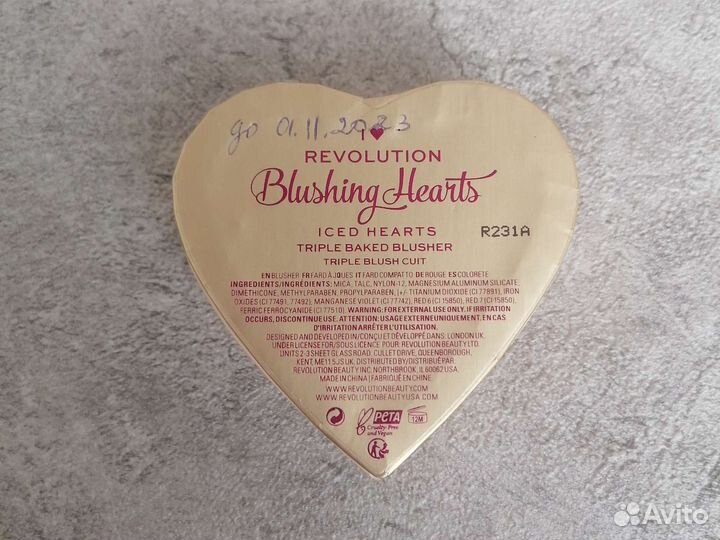 до 01.11.2023
I ♥
REVOLUTION
Blushing Hearts
ICED HEARTS
R231A
TRIPLE BAKED BLUSHER
TRIPLE BLUSH CUIT
EN BLUSHER FR FARD À JOUES IT FARD COMPATTO DE ROUGE ES COLORETE
INGREDIENTS/INGRÉDIENTS: MICA, TALC, NYLON-12, MAGNESIUM ALUMINUM SILICATE,
DIMETHICONE, METHYLPARABEN, PROPYLPARABEN, [+/- TITANIUM DIOXIDE (CI 77891), IRON
OXIDES (CI 77491, 77492), MANGANESE VIOLET (CI 77742), RED 6 (CI 15850), RED 7 (CI 15850),
FERRIC FERROCYANIDE (CI 77510). WARNING: FOR EXTERNAL USE ONLY. IF IRRITATION
OCCURS, DISCONTINUE USE. ATTENTION: USAGE EXTERNE UNIQUEMENT. EN CAS
D'IRRITATION ARRÊTER L'UTILISATION.
DESIGNED AND DEVELOPED IN/CONÇU ET DÉVELOPPÉ DANS: LONDON UK.
UNDER LICENSE FOR/SOUS LICENCE POUR REVOLUTION BEAUTY LTD.
UNITS 2-3 SHEET GLASS ROAD, CULLET DRIVE, QUEENBOROUGH,
KENT, ME11 5JS UK. DISTRIBUTED BY/DISTRIBUÉ PAR:
REVOLUTION BEAUTY INC. NORTHBROOK, IL 60062 USA.
MADE IN CHINA | FABRIQUÉ EN CHINE
WWW.REVOLUTIONBEAUTY.COM
WWW.REVOLUTIONBEAUTYUSA.COM
PETA
Cruelty-Free
and Vegan
12M
Avito